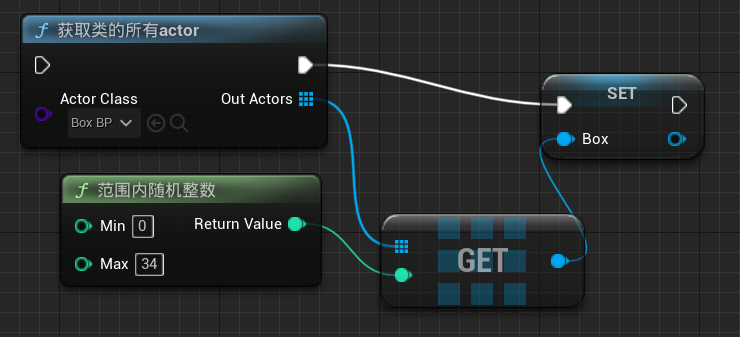 f 获取类的所有actor
Actor Class
Out Actors
Box BP
SET
Box
f 范围内随机整数
Min 0
Return Value
Max 34
GET